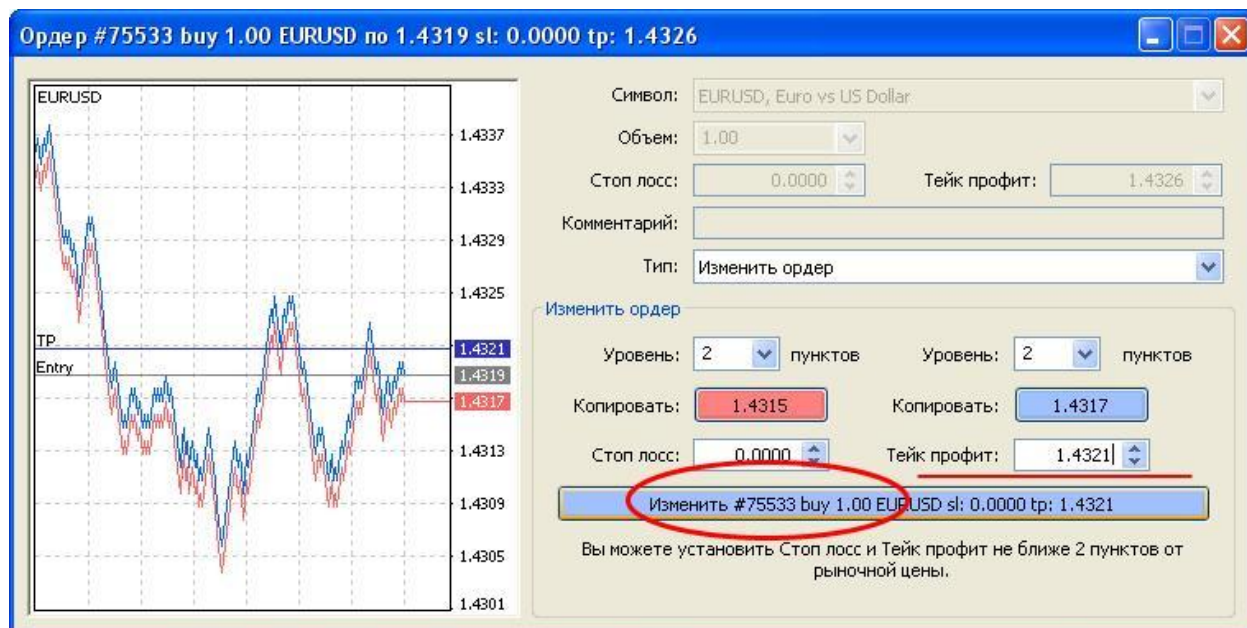 Ордер #75533 buy 1.00 EURUSD по 1.4319 sl: 0.0000 tp: 1.4326
EURUSD
1.4337
1.4333
1.4329
1.4325
TP
1.4321
Entry
1.4319
1.4317
1.4313
1.4309
1.4305
1.4301
Символ: EURUSD, Euro vs US Dollar
Объем: 1.00
Стоп лосс: 0.0000 Тейк профит: 1.4326
Комментарий:
Тип: Изменить ордер
Изменить ордер
Уровень: 2 пунктов Уровень: 2 пунктов
Копировать: 1.4315 Копировать: 1.4317
Стоп лосс: 0.0000 Тейк профит: 1.4321
Изменить #75533 buy 1.00 EURUSD sl: 0.0000 tp: 1.4321
Вы можете установить Стоп лосс и Тейк профит не ближе 2 пунктов от
рыночной цены.